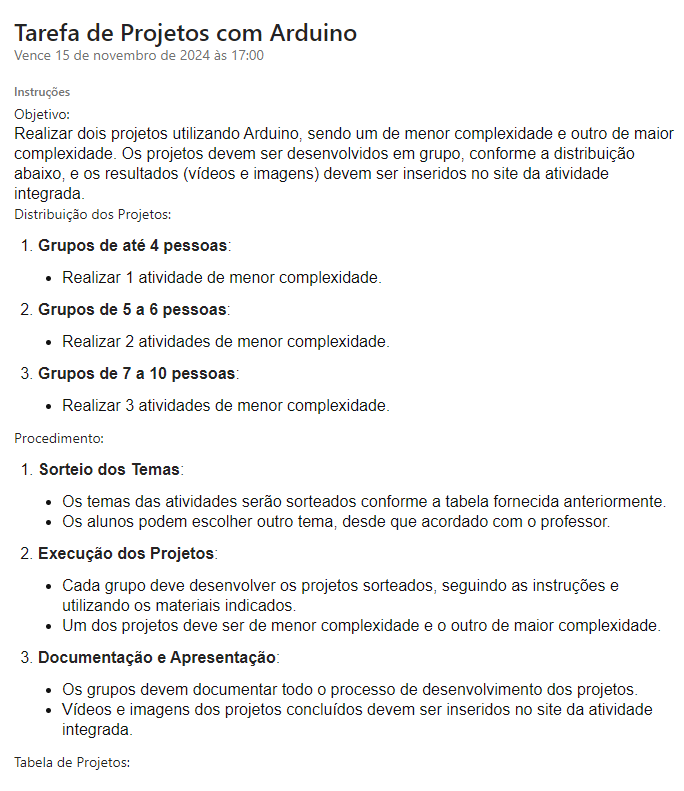 Tarefa de Projetos com Arduino
Vence 15 de novembro de 2024 às 17:00
Instruções
Objetivo:
Realizar dois projetos utilizando Arduino, sendo um de menor complexidade e outro de maior
complexidade. Os projetos devem ser desenvolvidos em grupo, conforme a distribuição
abaixo, e os resultados (vídeos e imagens) devem ser inseridos no site da atividade
integrada.
Distribuição dos Projetos:
1. Grupos de até 4 pessoas:
• Realizar 1 atividade de menor complexidade.
2. Grupos de 5 a 6 pessoas:
• Realizar 2 atividades de menor complexidade.
3. Grupos de 7 a 10 pessoas:
• Realizar 3 atividades de menor complexidade.
Procedimento:
1. Sorteio dos Temas:
• Os temas das atividades serão sorteados conforme a tabela fornecida anteriormente.
• Os alunos podem escolher outro tema, desde que acordado com o professor.
2. Execução dos Projetos:
• Cada grupo deve desenvolver os projetos sorteados, seguindo as instruções e
utilizando os materiais indicados.
• Um dos projetos deve ser de menor complexidade e o outro de maior complexidade.
3. Documentação e Apresentação:
• Os grupos devem documentar todo o processo de desenvolvimento dos projetos.
• Vídeos e imagens dos projetos concluídos devem ser inseridos no site da atividade
integrada.
Tabela de Projetos: